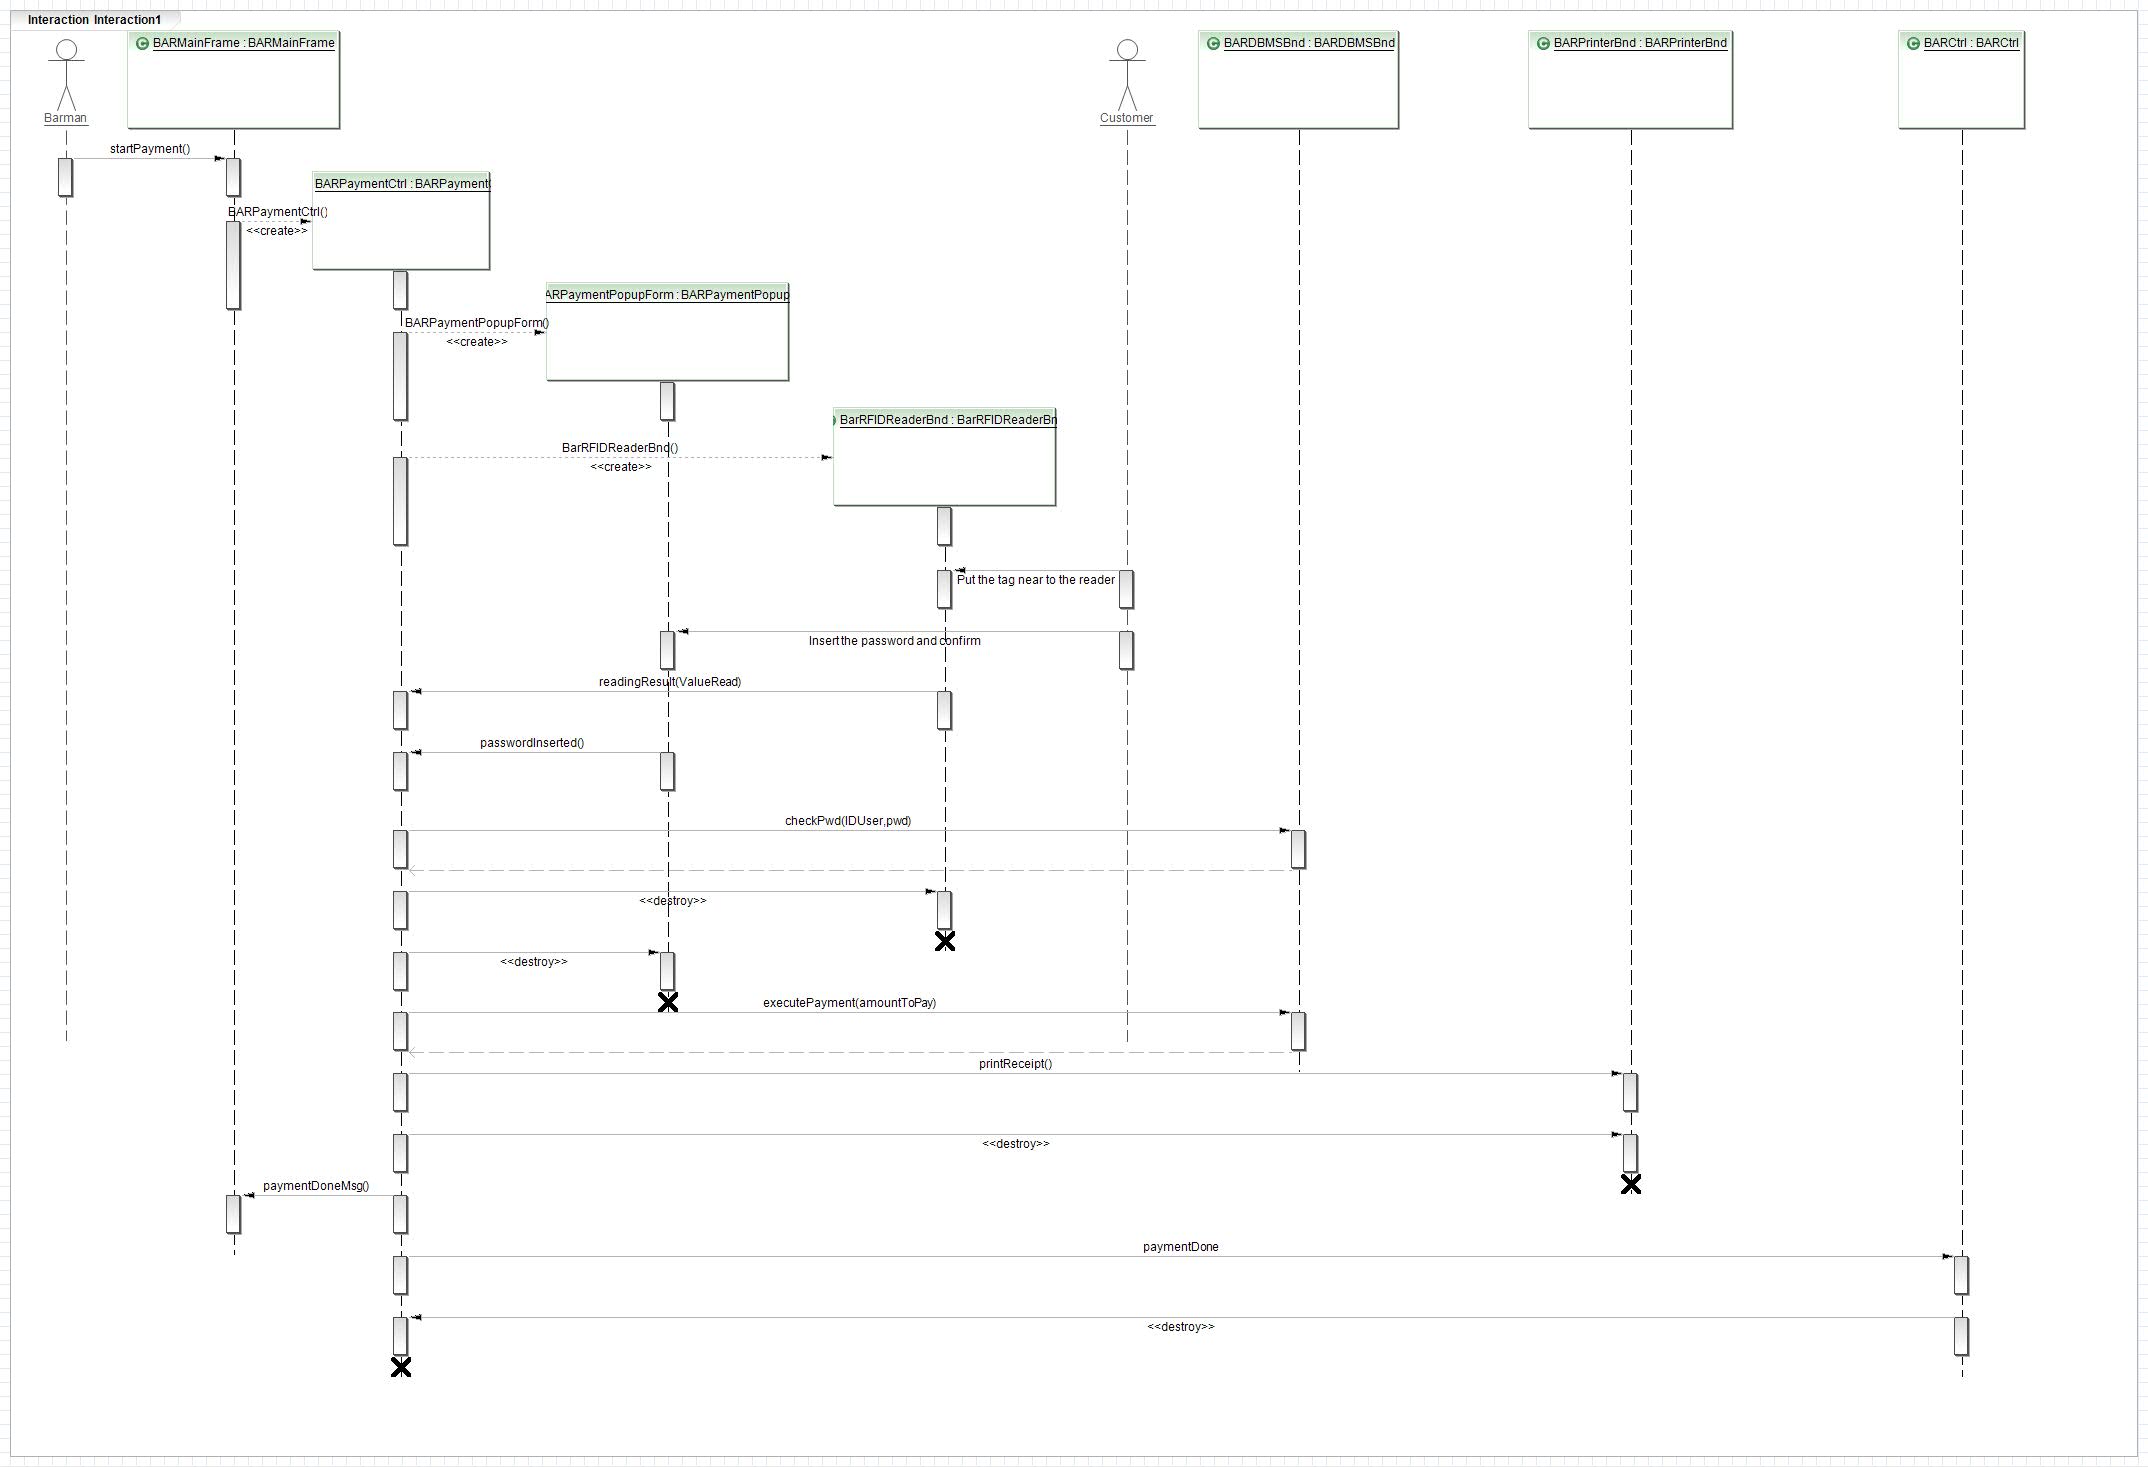 Interaction Interaction1
BARMainFrame : BARMainFrame
BARDBMSBnd : BARDBMSBnd
BARPrinterBnd : BARPrinterBnd
BARCtrl : BARCtrl
Barman
Customer
startPayment()
BARPaymentCtrl : BARPayment
BARPaymentCtrl()
<<create>>
ARPaymentPopupForm : BARPaymentPopup
BARPaymentPopupForm()
<<create>>
BarRFIDReaderBnd : BarRFIDReaderBn
BarRFIDReaderBnd()
<<create>>
Put the tag near to the reader
Insert the password and confirm
readingResult(ValueRead)
passwordInserted()
checkPwd(IDUser,pwd)
<<destroy>>
<<destroy>>
executePayment(amountToPay)
printReceipt()
<<destroy>>
paymentDoneMsg()
paymentDone
<<destroy>>